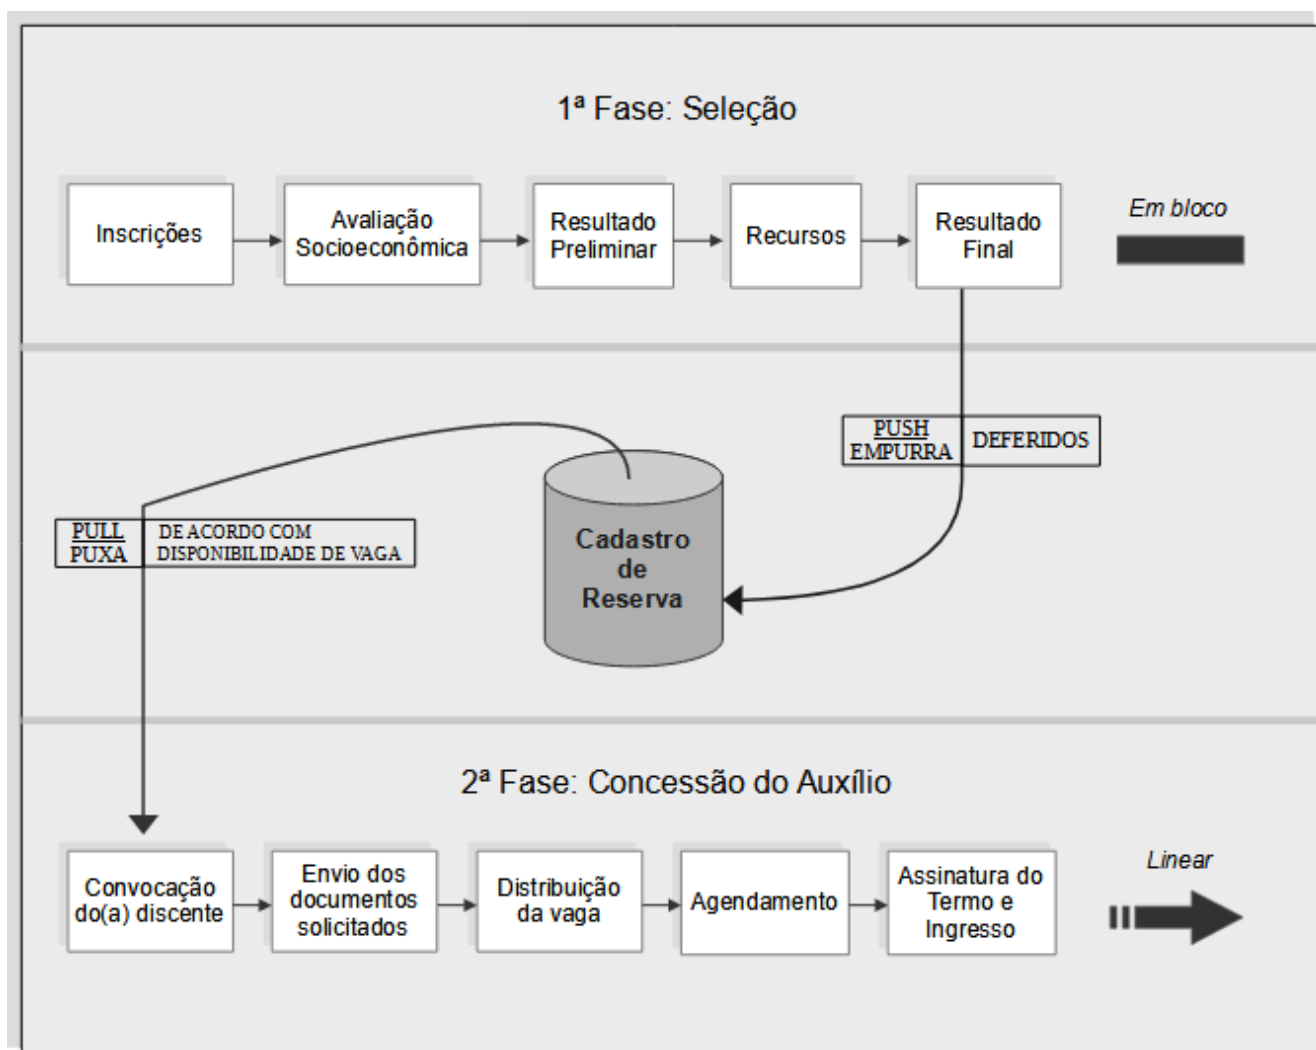 1ª Fase: Seleção
Inscrições
Avaliação
Socioeconômica
Resultado
Preliminar
Recursos
Resultado
Final
Em bloco
PUSH
EMPURRA
DEFERIDOS
PULL
PUXA
DE ACORDO COM
DISPONIBILIDADE DE VAGA
Cadastro
de
Reserva
2ª Fase: Concessão do Auxílio
Convocação
do(a) discente
Envio dos
documentos
solicitados
Distribuição
da vaga
Agendamento
Assinatura do
Termo e
Ingresso
Linear